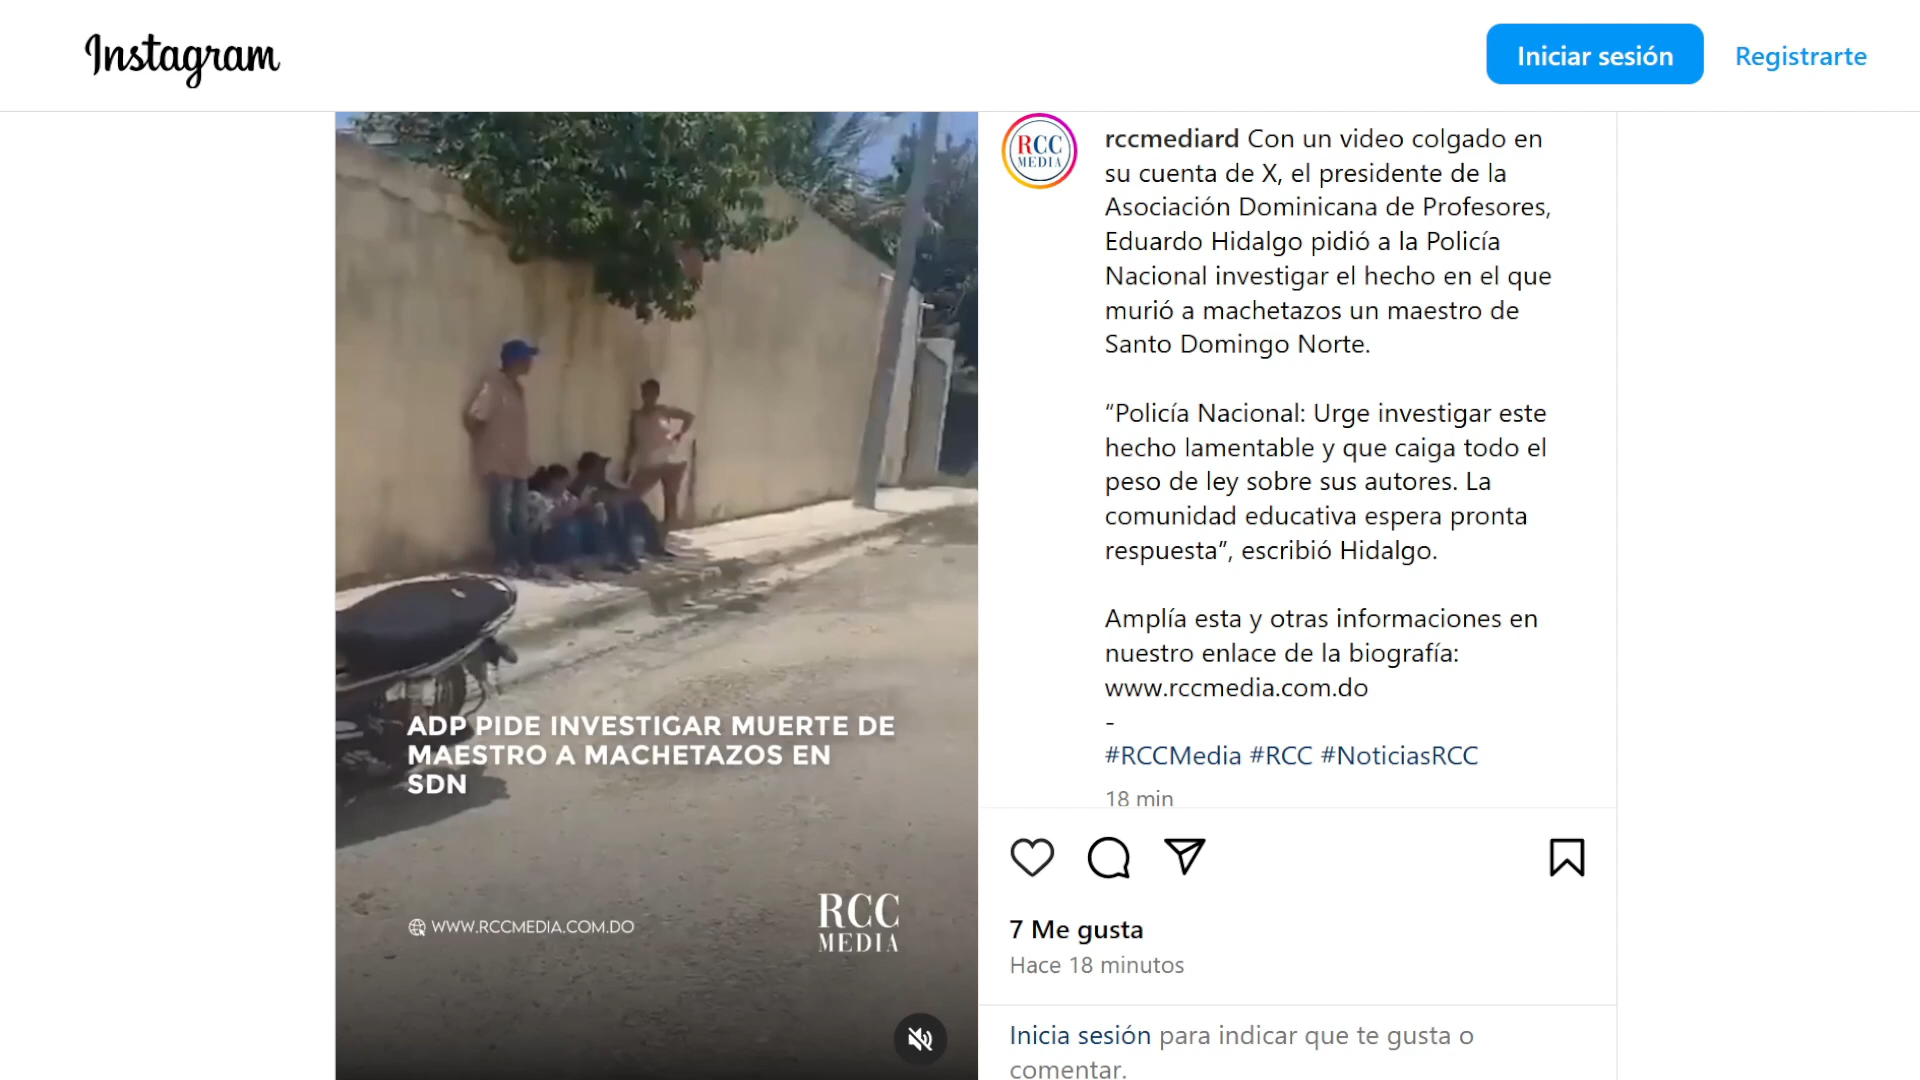 Instagram
Iniciar sesión
Registrarte
ADP PIDE INVESTIGAR MUERTE DE
MAESTRO A MACHETAZOS EN
SDN
WWW.RCCMEDIA.COM.DO
RCC
MEDIA
RCC
MEDIA
rccmediard Con un video colgado en
su cuenta de X, el presidente de la
Asociación Dominicana de Profesores,
Eduardo Hidalgo pidió a la Policía
Nacional investigar el hecho en el que
murió a machetazos un maestro de
Santo Domingo Norte.
“Policía Nacional: Urge investigar este
hecho lamentable y que caiga todo el
peso de ley sobre sus autores. La
comunidad educativa espera pronta
respuesta”, escribió Hidalgo.
Amplía esta y otras informaciones en
nuestro enlace de la biografía:
www.rccmedia.com.do
-
#RCCMedia #RCC #NoticiasRCC
18 min
7 Me gusta
Hace 18 minutos
Inicia sesión para indicar que te gusta o
comentar.